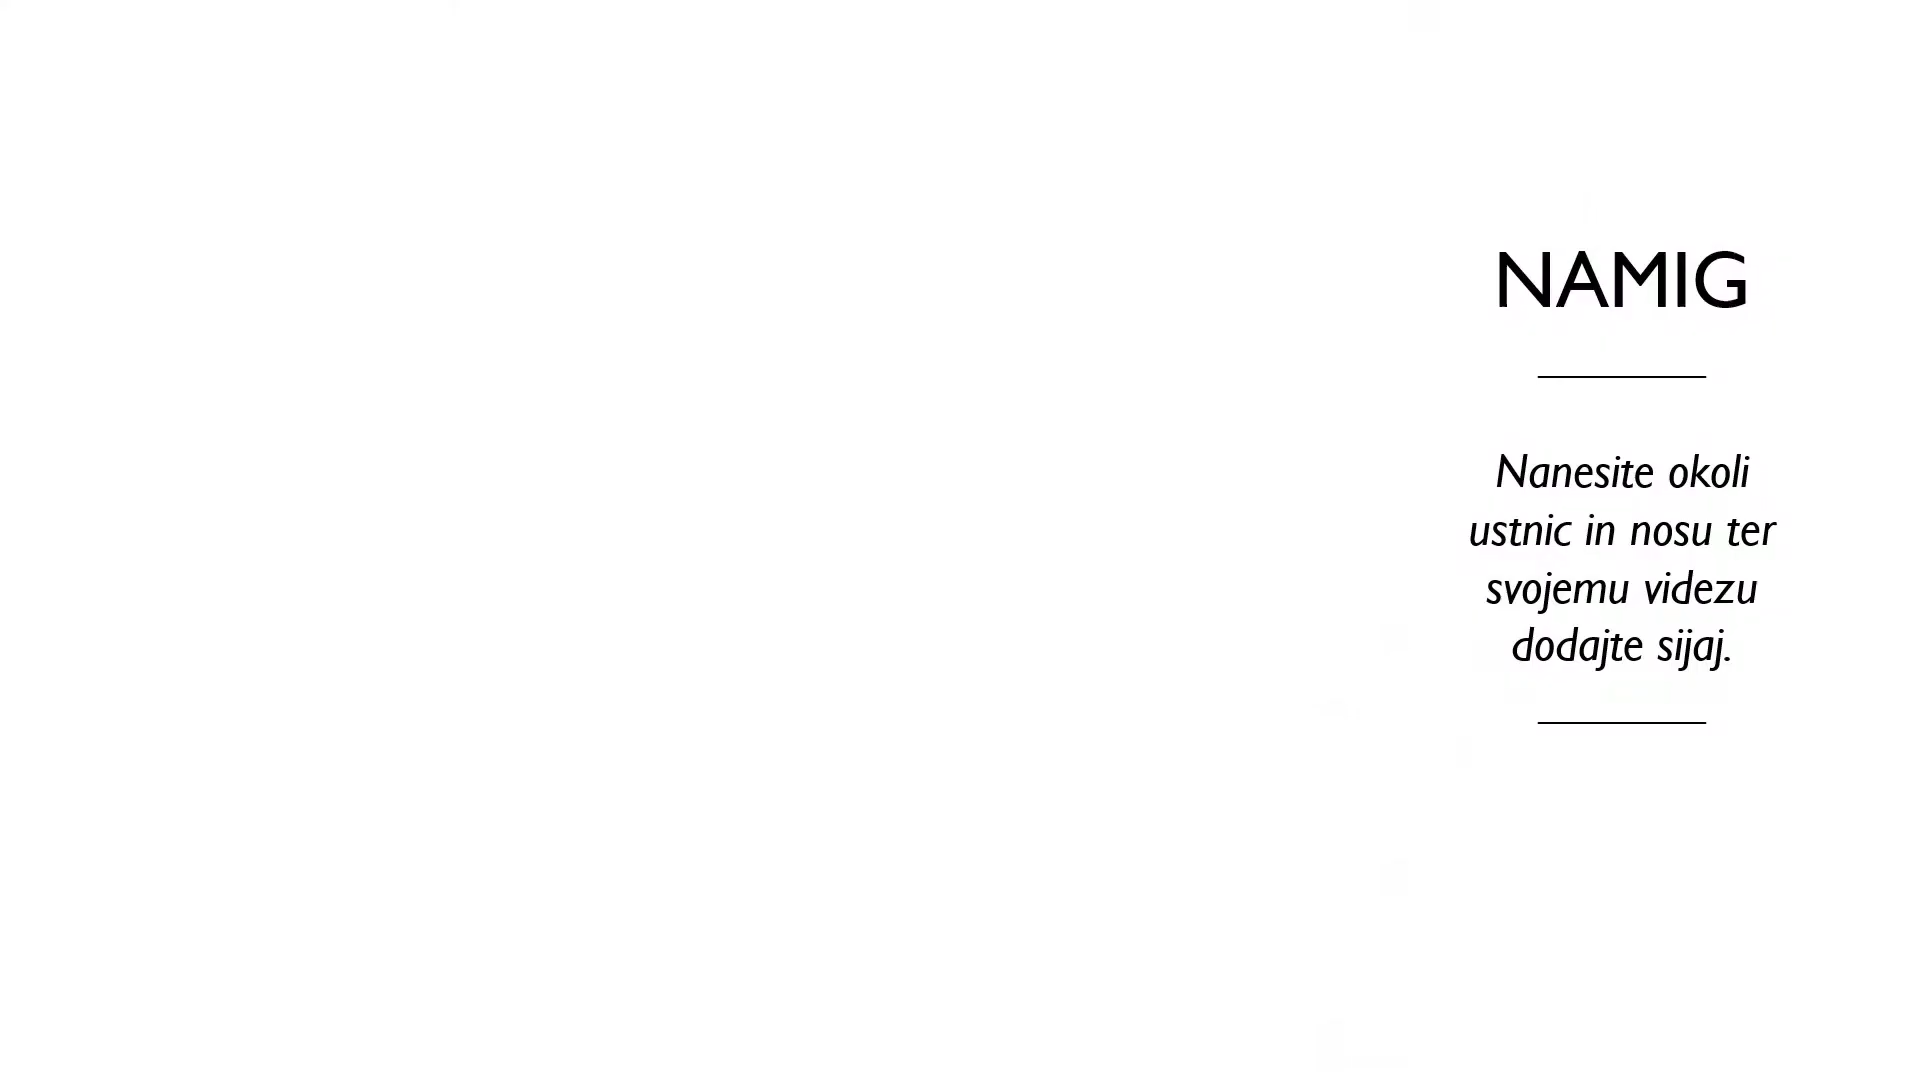 NAMIG
Nanesite okoli
ustnic in nosu ter
svojemu videzu
dodajte sijaj.